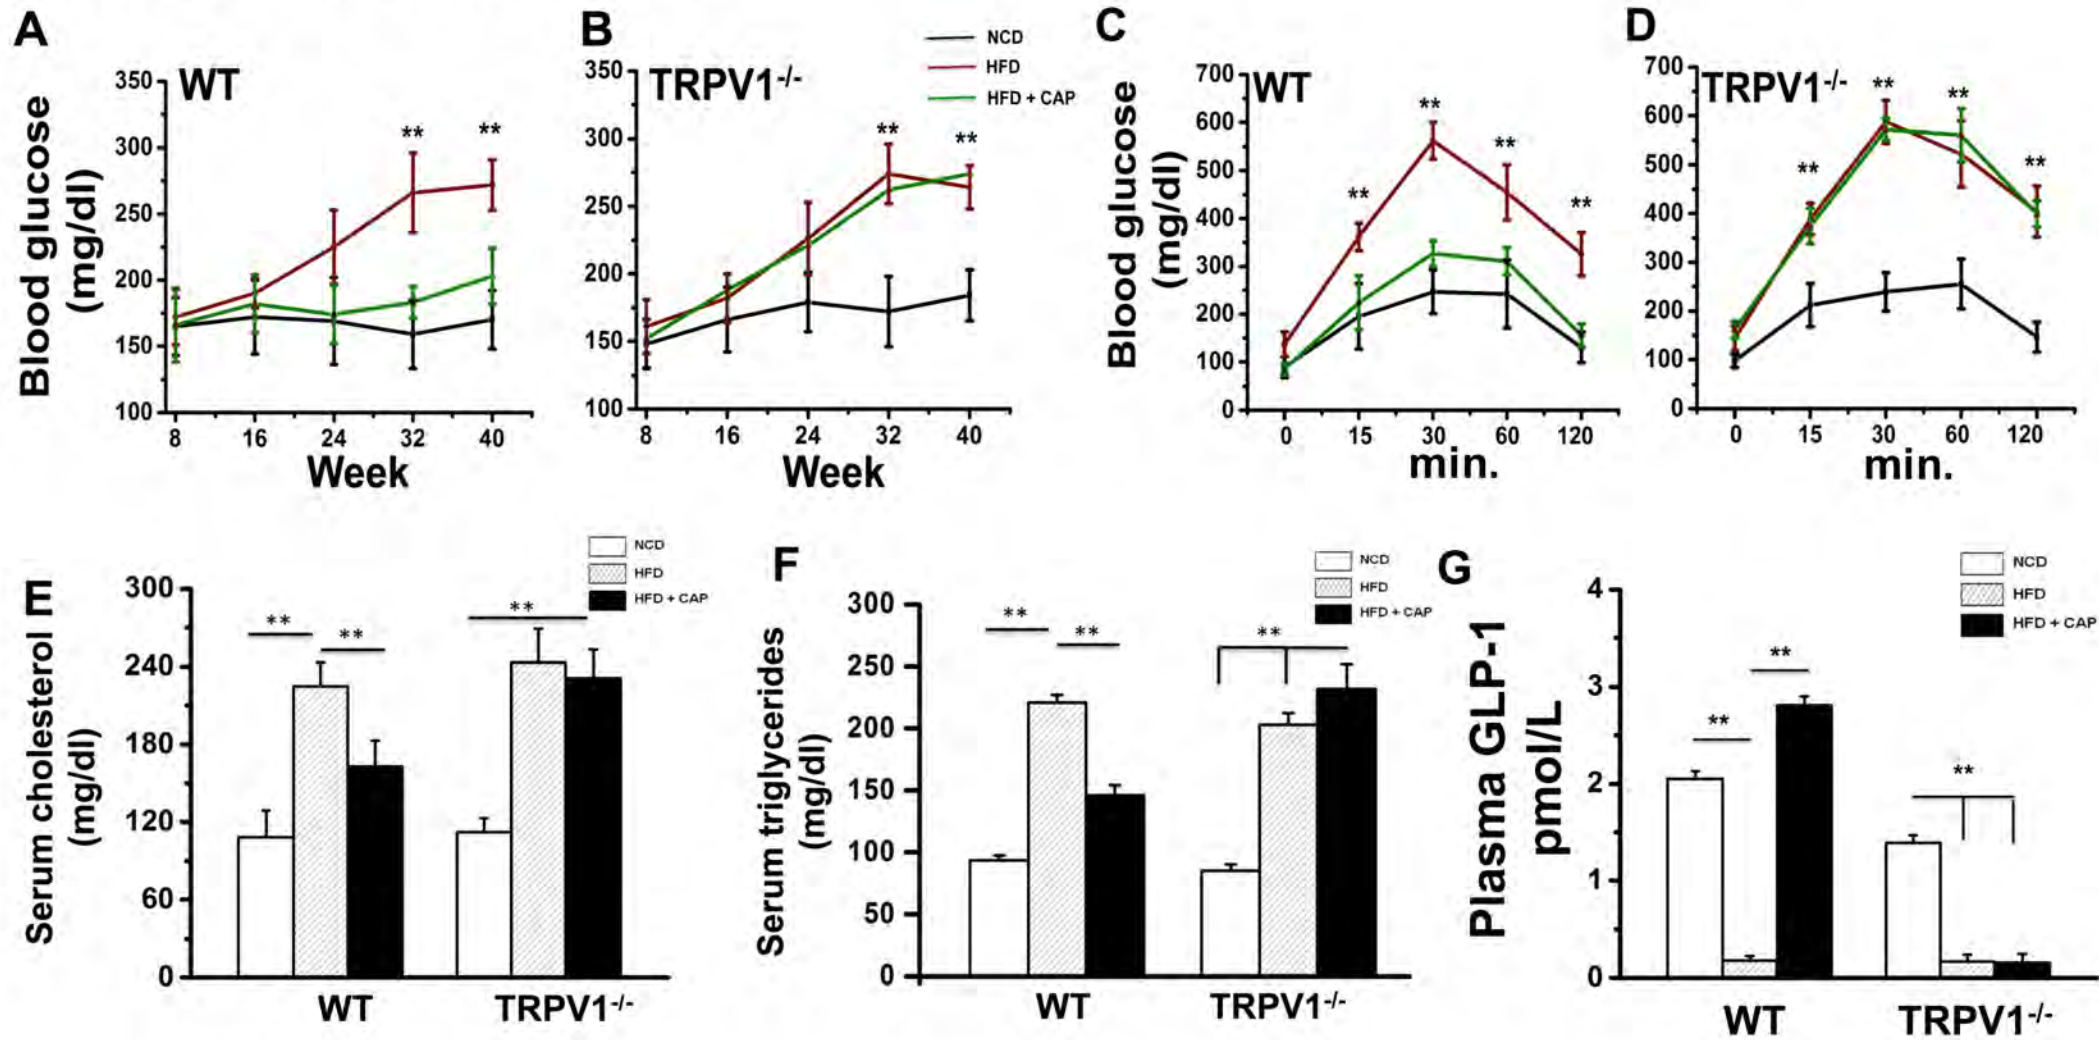 A
WT
Blood glucose
(mg/dl)
350
300
250
200
150
100
**
**
8 16 24 32 40
Week
B
TRPV1-/-
NCD
HFD
HFD + CAP
350
300
250
200
150
100
**
**
8 16 24 32 40
Week
C
WT
Blood glucose
(mg/dl)
700
600
500
400
300
200
100
0
**
**
**
**
0 15 30 60 120
min.
D
TRPV1-/-
700
600
500
400
300
200
100
0
**
**
**
**
0 15 30 60 120
min.
E
NCD
HFD
HFD + CAP
Serum cholesterol
(mg/dl)
300
240
180
120
60
0
**
**
**
WT TRPV1-/-
F
NCD
HFD
HFD + CAP
Serum triglycerides
(mg/dl)
300
250
200
150
100
50
0
**
**
**
WT TRPV1-/-
G
NCD
HFD
HFD + CAP
Plasma GLP-1
pmol/L
4
3
2
1
0
**
**
**
WT TRPV1-/-